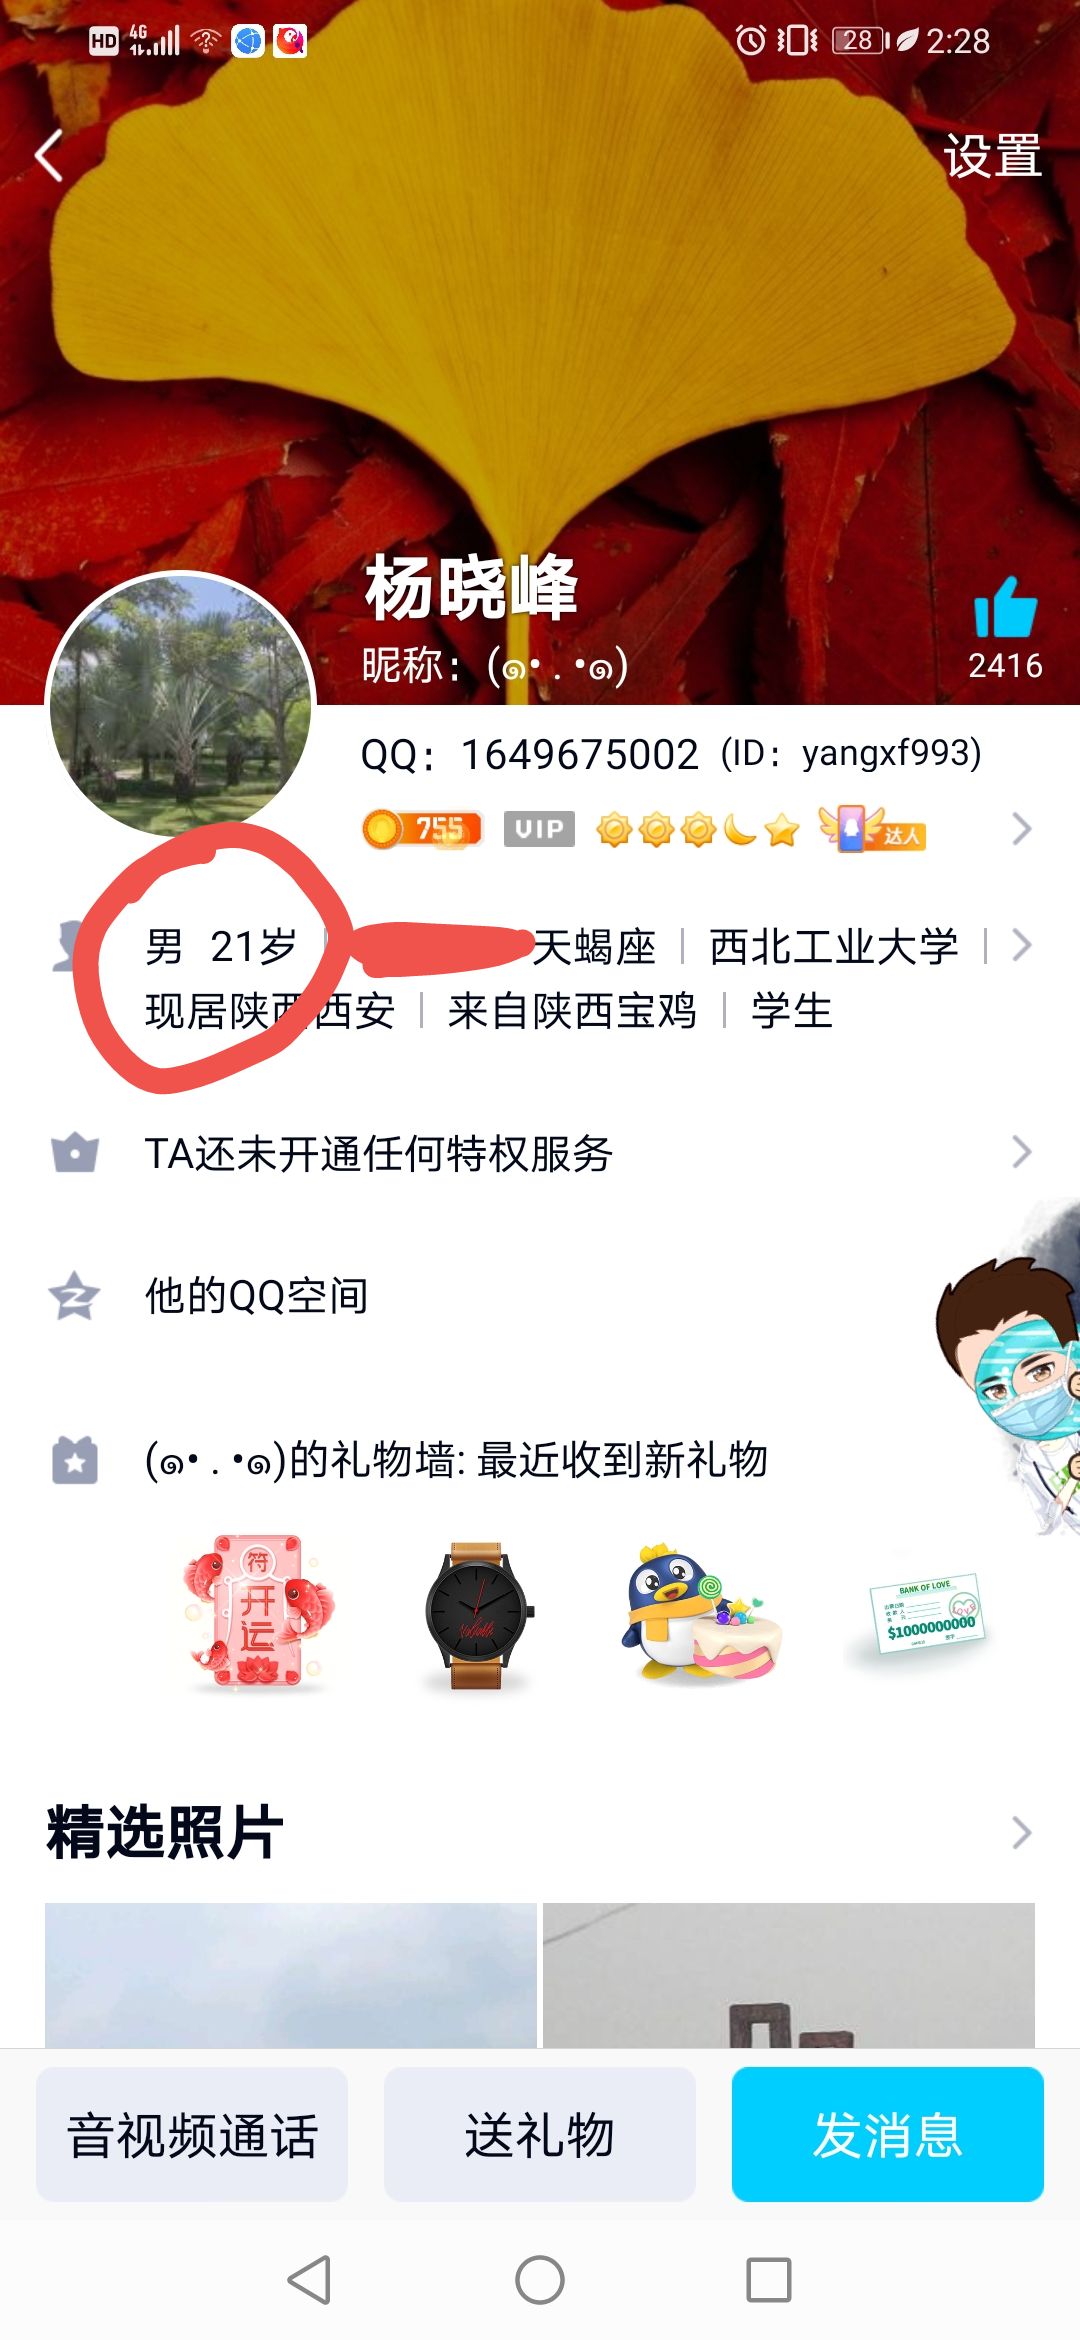 HD 4G 28 2:28
设置
杨晓峰
昵称：(๑• . •๑)
2416
QQ：1649675002 (ID：yangxf993)
755 VIP 达人
男 21岁 天蝎座 西北工业大学
现居陕西西安 来自陕西宝鸡 学生
TA还未开通任何特权服务
他的QQ空间
(๑• . •๑)的礼物墙: 最近收到新礼物
符
开运
BANK OF LOVE
$1000000000
精选照片
音视频通话 送礼物 发消息